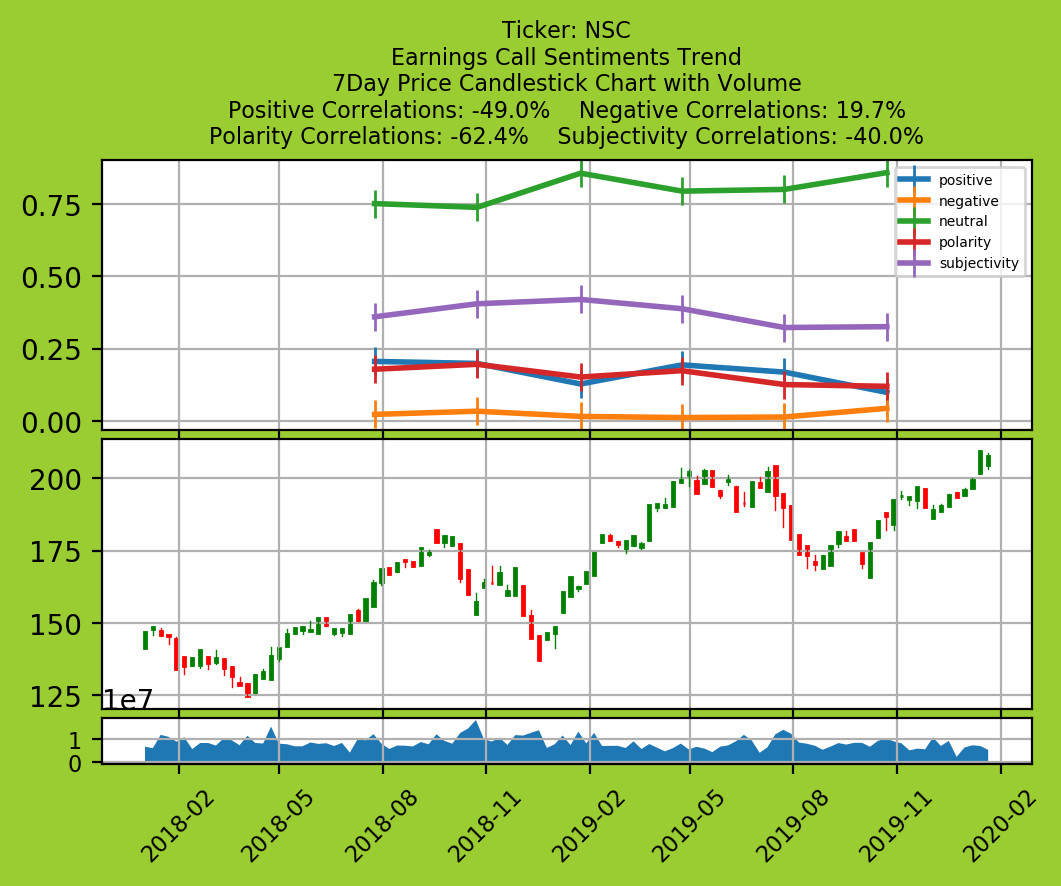 Ticker: NSC
Earnings Call Sentiments Trend
7Day Price Candlestick Chart with Volume
Positive Correlations: -49.0%    Negative Correlations: 19.7%
Polarity Correlations: -62.4%    Subjectivity Correlations: -40.0%
0.75
0.50
0.25
0.00
positive
negative
neutral
polarity
subjectivity
200
175
150
125
1e7
1
0
2018-02
2018-05
2018-08
2018-11
2019-02
2019-05
2019-08
2019-11
2020-02